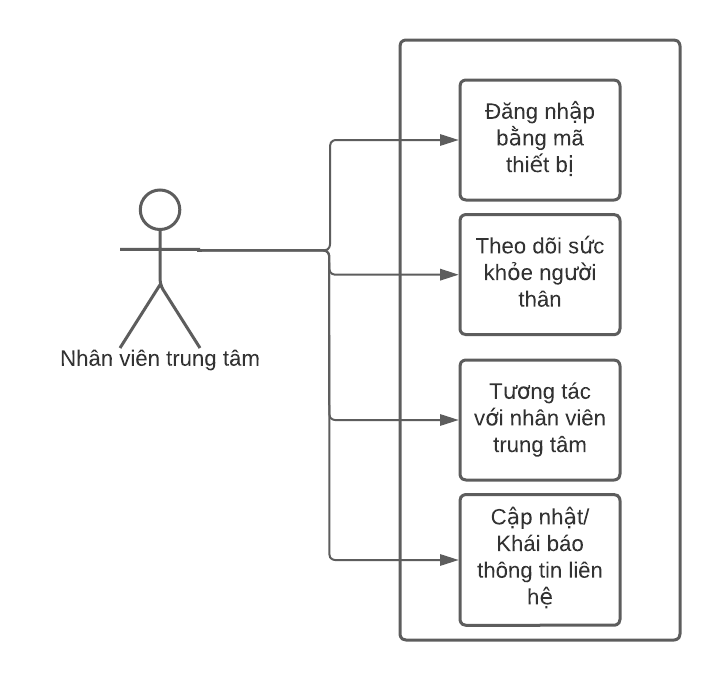 Đăng nhập
bằng mã
thiết bị
Theo dõi sức
khỏe người
thân
Nhân viên trung tâm
Tương tác
với nhân viên
trung tâm
Cập nhật/
Khái báo
thông tin liên
hệ